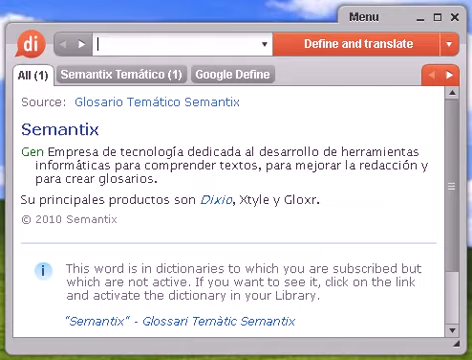 Menu
di
Define and translate
All (1) Semantix Temático (1) Google Define
Source: Glosario Temático Semantix
Semantix
Gen Empresa de tecnología dedicada al desarrollo de herramientas
informáticas para comprender textos, para mejorar la redacción y
para crear glosarios.
Su principales productos son Dixio, Xtyle y Gloxr.
© 2010 Semantix
i This word is in dictionaries to which you are subscribed but
which are not active. If you want to see it, click on the link
and activate the dictionary in your Library.
"Semantix" - Glossari Temàtic Semantix